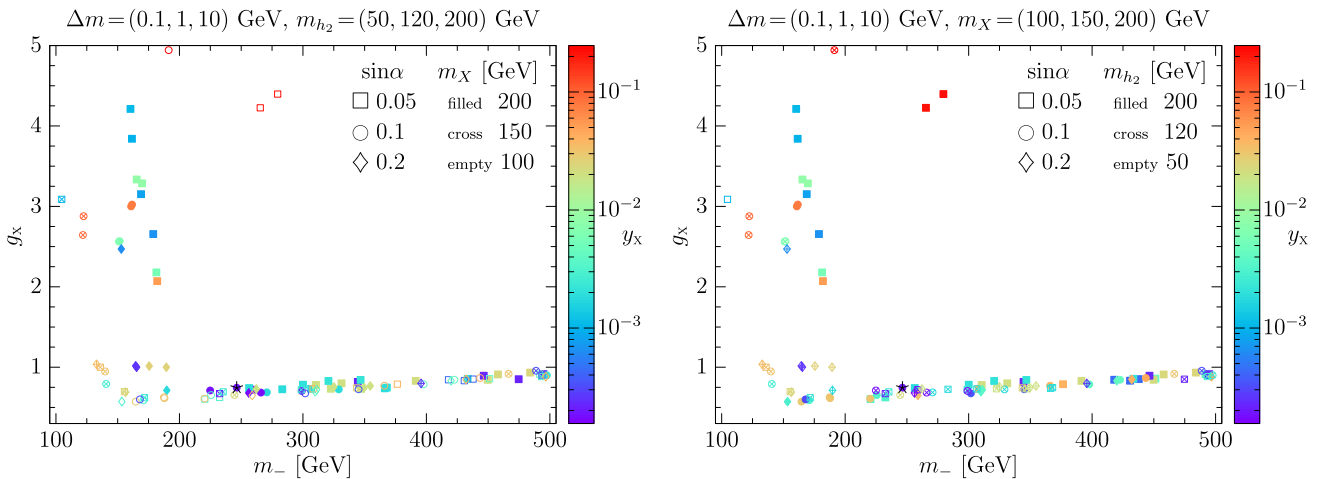 Δm=(0.1, 1, 10) GeV, m_{h_2}=(50, 120, 200) GeV
5
4
3
2
1
g_X
sinα m_X [GeV]
0.05 filled 200
0.1 cross 150
0.2 empty 100
10^{-1}
10^{-2}
y_X
10^{-3}
100 200 300 400 500
m_− [GeV]
Δm=(0.1, 1, 10) GeV, m_X=(100, 150, 200) GeV
5
4
3
2
1
g_X
sinα m_{h_2} [GeV]
0.05 filled 200
0.1 cross 120
0.2 empty 50
10^{-1}
10^{-2}
y_X
10^{-3}
100 200 300 400 500
m_− [GeV]